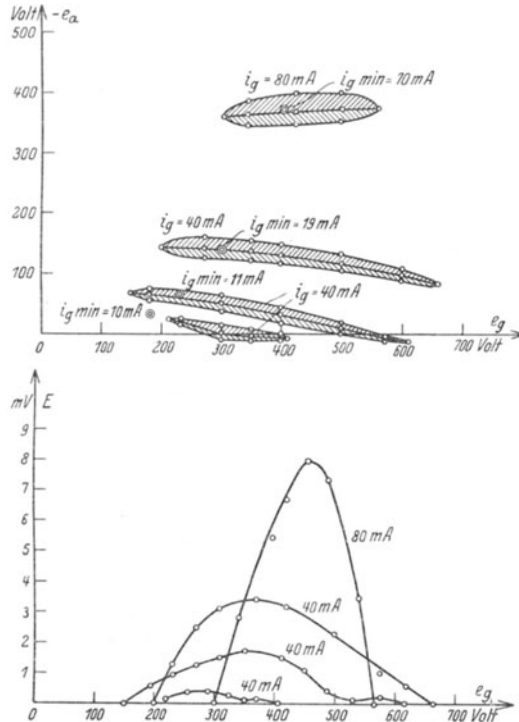 Volt -e_a
500
i_g = 80 mA i_g min = 70 mA
400
300
200
i_g = 40 mA i_g min = 19 mA
100
i_g min = 11 mA
i_g = 40 mA
i_g min = 10 mA
e_g
0 100 200 300 400 500 600 700 Volt
mV E
9
8
7
6
5
4
3
2
1
80 mA
40 mA
40 mA
40 mA
e_g
0 100 200 300 400 500 600 700 Volt